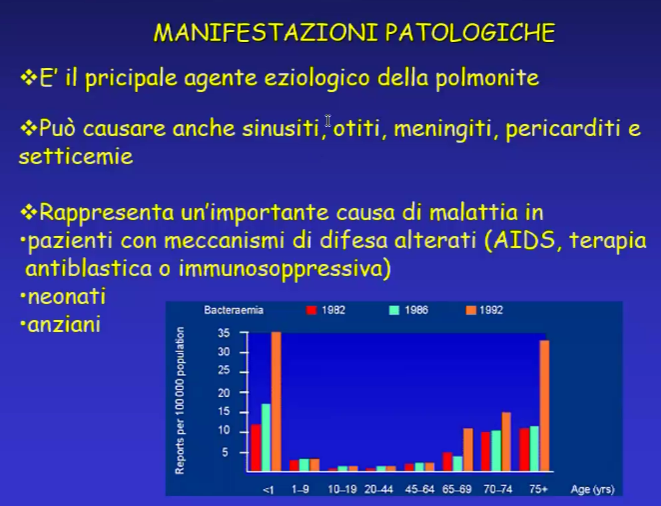 MANIFESTAZIONI PATOLOGICHE
❖E' il pricipale agente eziologico della polmonite
❖Può causare anche sinusiti, otiti, meningiti, pericarditi e
setticemie
❖Rappresenta un'importante causa di malattia in
•pazienti con meccanismi di difesa alterati (AIDS, terapia
antiblastica o immunosoppressiva)
•neonati
•anziani
Bacteraemia 1982 1986 1992
Reports per 100 000 population
35
30
25
20
15
10
5
<1 1-9 10-19 20-44 45-64 65-69 70-74 75+ Age (yrs)